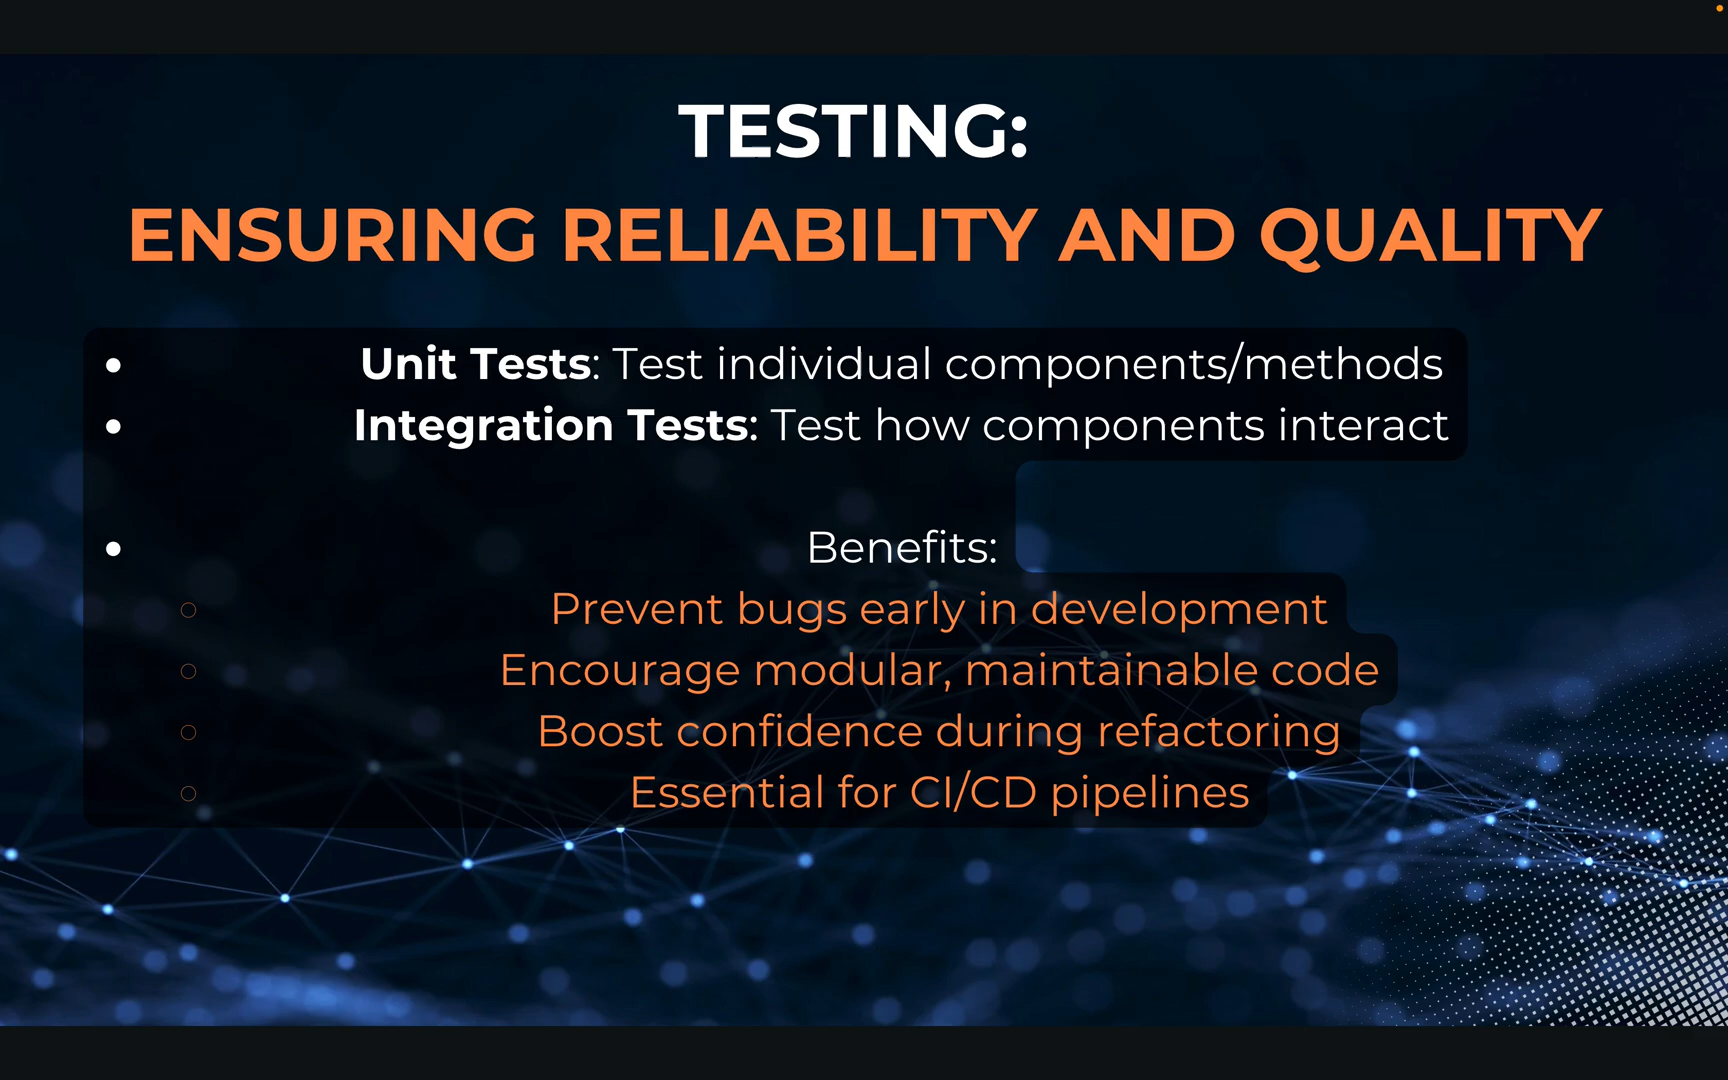 TESTING:
ENSURING RELIABILITY AND QUALITY
• Unit Tests: Test individual components/methods
• Integration Tests: Test how components interact
• Benefits:
○ Prevent bugs early in development
○ Encourage modular, maintainable code
○ Boost confidence during refactoring
○ Essential for CI/CD pipelines